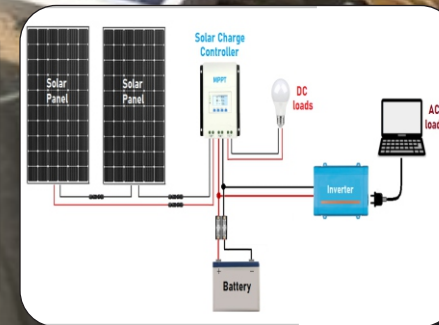 Solar Charge
Controller
Solar
Panel
Solar
Panel
MPPT
DC
loads
AC
load
Inverter
+
-
Battery